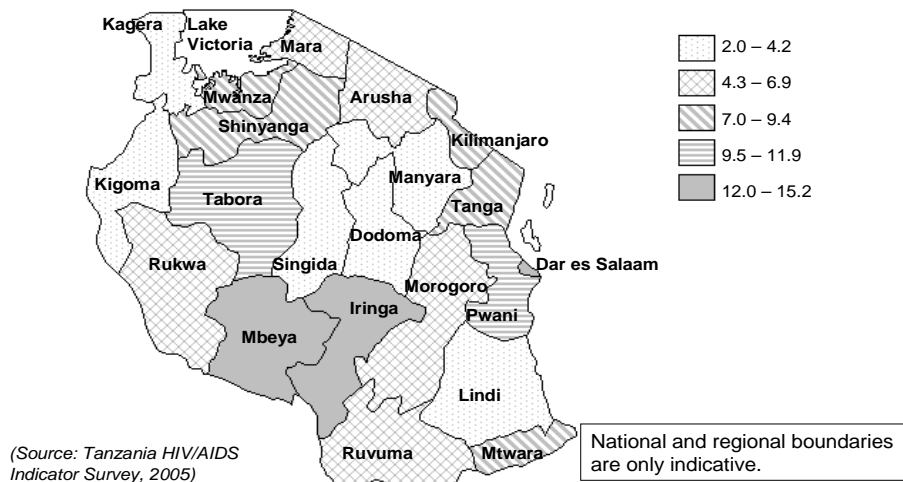 Kagera
Lake
Victoria
Mara
Mwanza
Arusha
Shinyanga
Kilimanjaro
Kigoma
Manyara
Tabora
Tanga
Dodoma
Rukwa
Singida
Dar es Salaam
Morogoro
Iringa
Pwani
Mbeya
Lindi
Ruvuma
Mtwara
2.0 – 4.2
4.3 – 6.9
7.0 – 9.4
9.5 – 11.9
12.0 – 15.2
(Source: Tanzania HIV/AIDS
Indicator Survey, 2005)
National and regional boundaries
are only indicative.